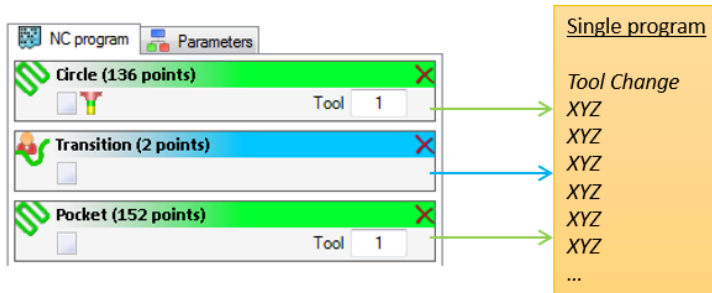 NC program
Parameters
Circle (136 points)
Tool 1
Transition (2 points)
Pocket (152 points)
Tool 1
Single program
Tool Change
XYZ
XYZ
XYZ
XYZ
XYZ
XYZ
...